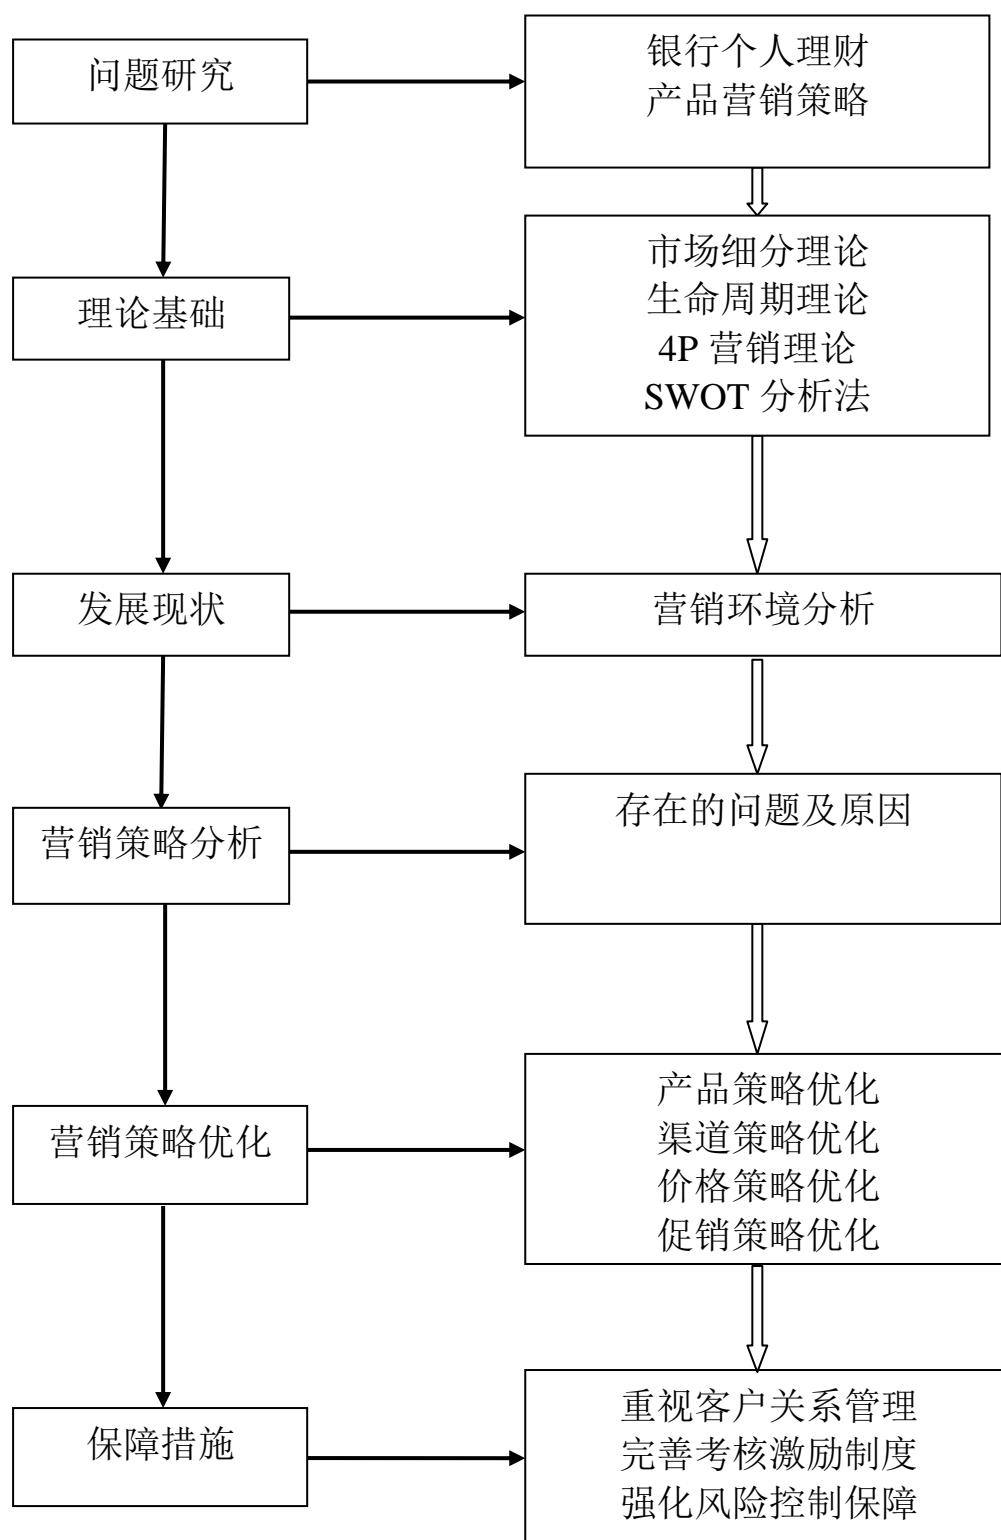 问题研究
银行个人理财
产品营销策略
理论基础
市场细分理论
生命周期理论
4P 营销理论
SWOT 分析法
发展现状
营销环境分析
营销策略分析
存在的问题及原因
营销策略优化
产品策略优化
渠道策略优化
价格策略优化
促销策略优化
保障措施
重视客户关系管理
完善考核激励制度
强化风险控制保障